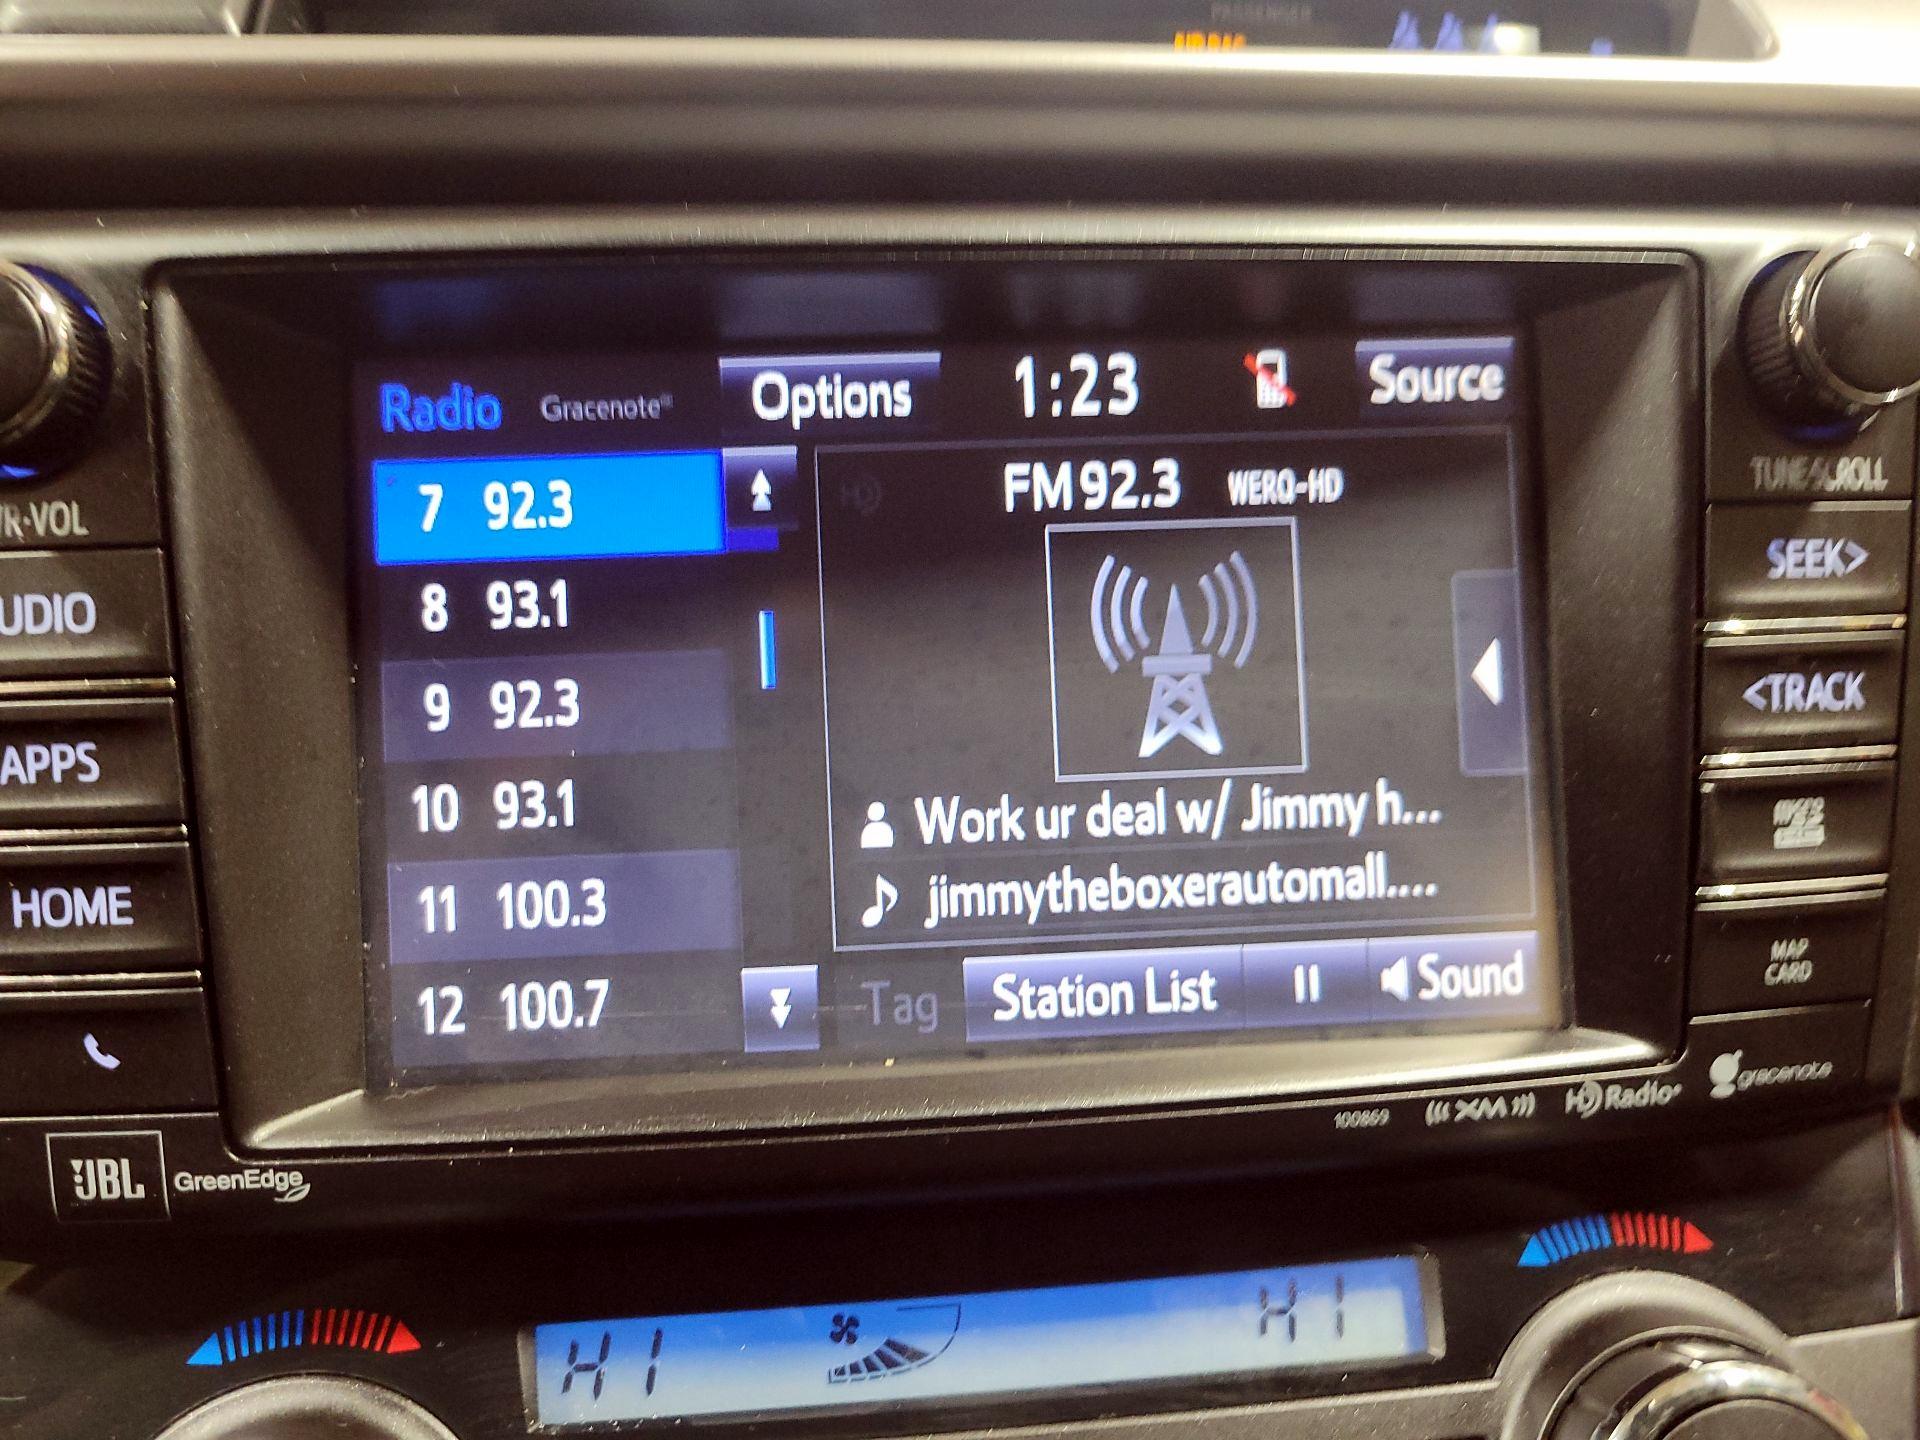 PASSENGER
AIRBAG
Radio Gracenote® Options 1:23 Source
7 92.3
8 93.1
9 92.3
10 93.1
11 100.3
12 100.7
FM 92.3 WERQ-HD
Work ur deal w/ Jimmy h...
jimmytheboxerautomall....
Tag Station List Sound
R·VOL
UDIO
APPS
HOME
TUNE/SCROLL
SEEK>
<TRACK
MAP
CARD
100869 XM HD Radio gracenote
JBL GreenEdge
HI HI